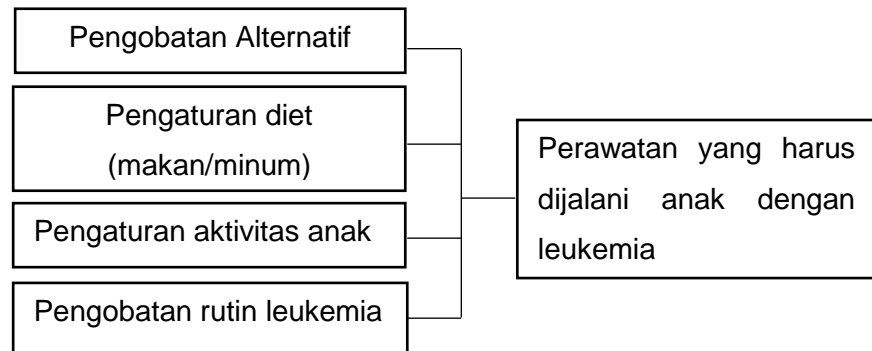 Pengobatan Alternatif
Pengaturan diet
(makan/minum)
Pengaturan aktivitas anak
Pengobatan rutin leukemia
Perawatan yang harus
dijalani anak dengan
leukemia